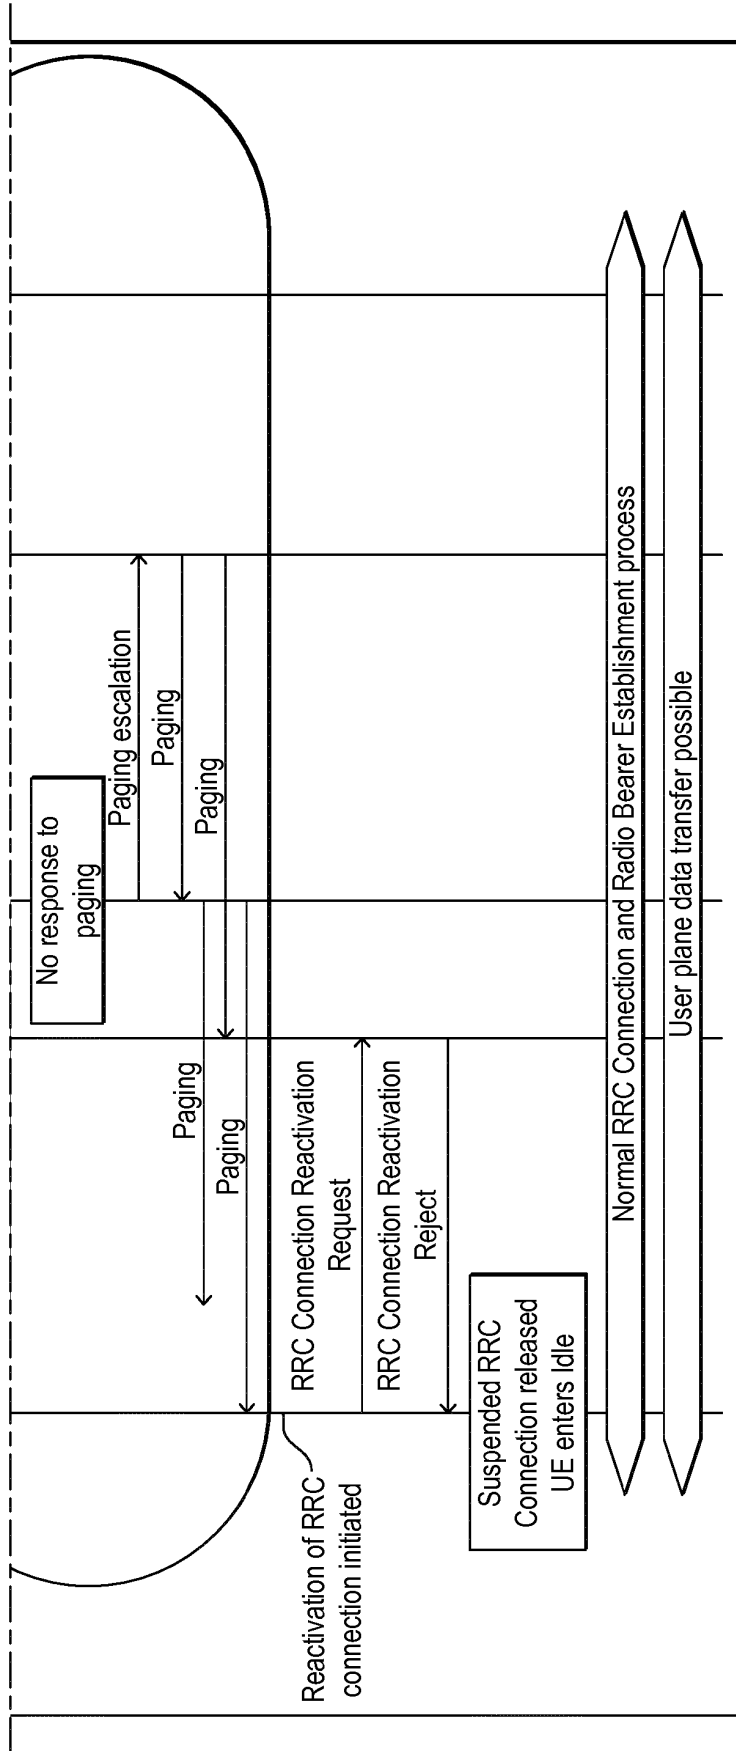 No response to
paging
Paging escalation
Paging
Paging
Paging
Paging
Reactivation of RRC
connection initiated
RRC Connection Reactivation
Request
RRC Connection Reactivation
Reject
Suspended RRC
Connection released
UE enters Idle
Normal RRC Connection and Radio Bearer Establishment process
User plane data transfer possible